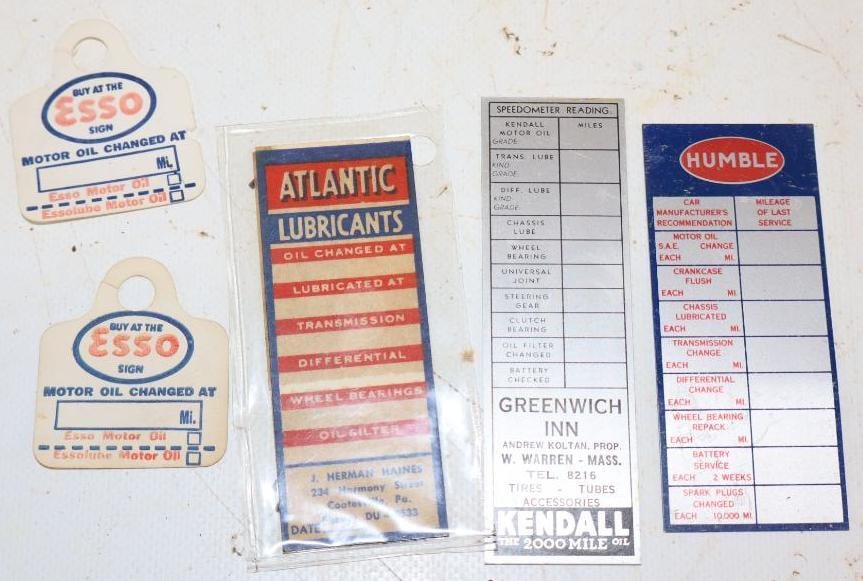 BUY AT THE
Esso
SIGN
MOTOR OIL CHANGED AT
Mi.
Esso Motor Oil
Essolube Motor Oil
BUY AT THE
Esso
SIGN
MOTOR OIL CHANGED AT
Mi.
Esso Motor Oil
Essolube Motor Oil
ATLANTIC
LUBRICANTS
OIL CHANGED AT
LUBRICATED AT
TRANSMISSION
DIFFERENTIAL
WHEEL BEARINGS
OIL FILTER
J. HERMAN HAINES
234 Harmony Street
Pa.
DU
DATE
SPEEDOMETER READING.
KENDALL MILES
MOTOR OIL
GRADE
TRANS. LUBE
KIND
GRADE
DIFF. LUBE
KIND
GRADE
CHASSIS
LUBE
WHEEL
BEARING
UNIVERSAL
JOINT
STEERING
GEAR
CLUTCH
BEARING
OIL FILTER
CHANGED
BATTERY
CHECKED
GREENWICH
INN
ANDREW KOLTAN, PROP.
W. WARREN - MASS.
TEL. 8216
TIRES - TUBES
ACCESSORIES
KENDALL
THE 2000 MILE OIL
HUMBLE
CAR MILEAGE
MANUFACTURER'S OF LAST
RECOMMENDATION SERVICE
MOTOR OIL
S.A.E. CHANGE
EACH MI.
CRANKCASE
FLUSH
EACH MI.
CHASSIS
LUBRICATED
EACH MI.
TRANSMISSION
CHANGE
EACH MI.
DIFFERENTIAL
CHANGE
EACH MI.
WHEEL BEARING
REPACK
EACH MI.
BATTERY
SERVICE
EACH 2 WEEKS
SPARK PLUGS
CHANGED
EACH 10,000 MI.